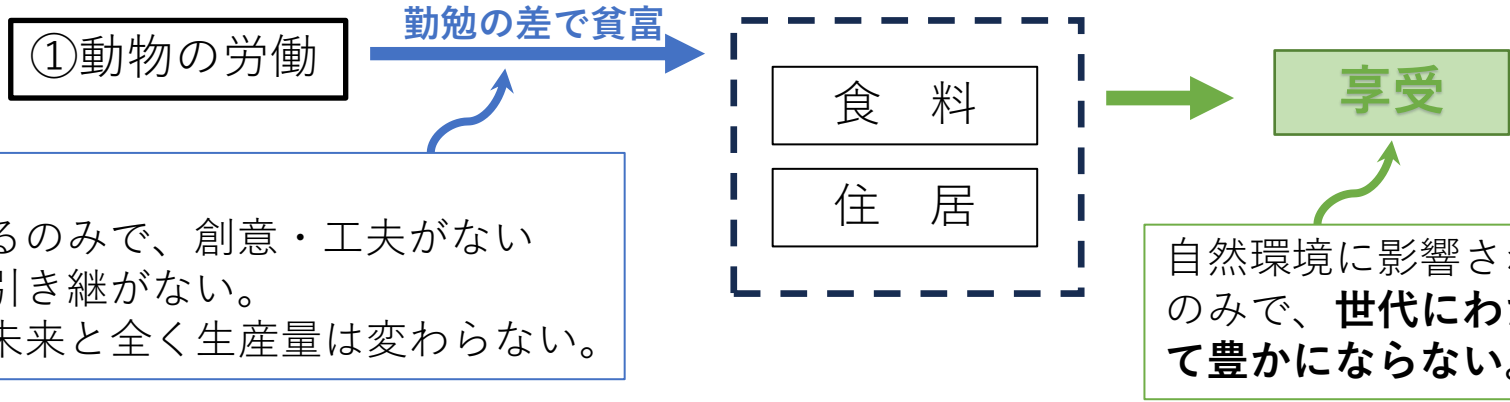 ①動物の労働
勤勉の差で貧富
食　料
住　居
享受
るのみで、創意・工夫がない
引き継がない。
未来と全く生産量は変わらない。
自然環境に影響さ
のみで、世代にわ
て豊かにならない。